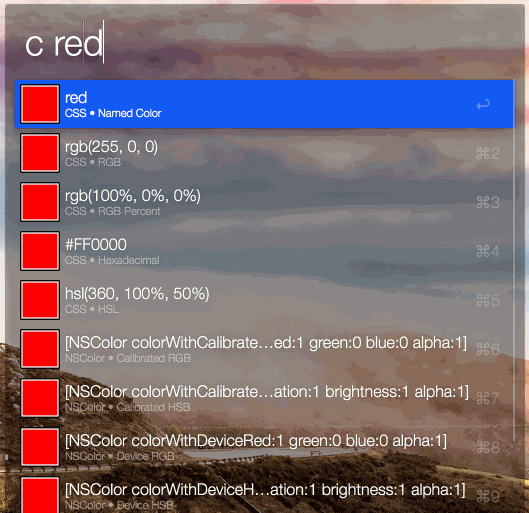 c red
red
CSS • Named Color
rgb(255, 0, 0)
CSS • RGB
⌘2
rgb(100%, 0%, 0%)
CSS • RGB Percent
⌘3
#FF0000
CSS • Hexadecimal
⌘4
hsl(360, 100%, 50%)
CSS • HSL
⌘5
[NSColor colorWithCalibrate…ed:1 green:0 blue:0 alpha:1]
NSColor • Calibrated RGB
⌘6
[NSColor colorWithCalibrate…ation:1 brightness:1 alpha:1]
NSColor • Calibrated HSB
⌘7
[NSColor colorWithDeviceRed:1 green:0 blue:0 alpha:1]
NSColor • Device RGB
⌘8
[NSColor colorWithDeviceH…ation:1 brightness:1 alpha:1]
NSColor • Device HSB
⌘9